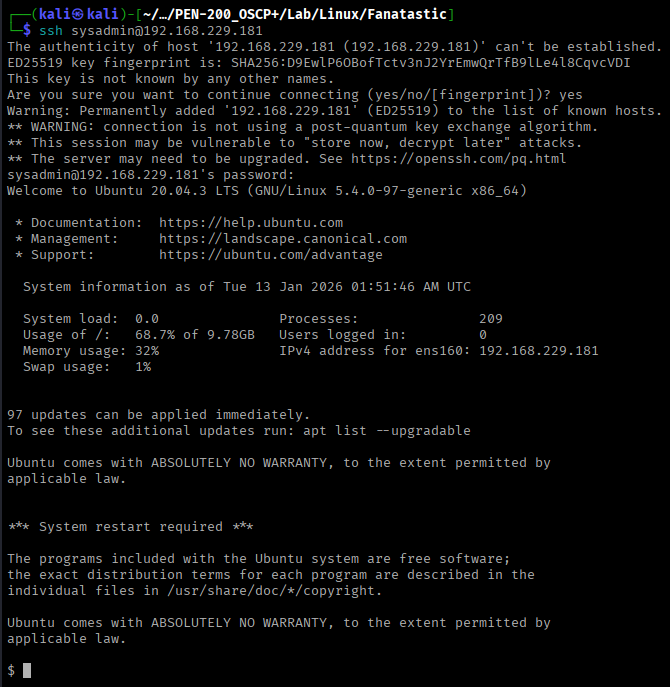 ┌──(kali㉿kali)-[~/…/PEN-200_OSCP+/Lab/Linux/Fanatastic]
└─$ ssh sysadmin@192.168.229.181
The authenticity of host '192.168.229.181 (192.168.229.181)' can't be established.
ED25519 key fingerprint is: SHA256:D9EwlP6OBofTctv3nJ2YrEmwQrTfB9lLe4l8CqvcVDI
This key is not known by any other names.
Are you sure you want to continue connecting (yes/no/[fingerprint])? yes
Warning: Permanently added '192.168.229.181' (ED25519) to the list of known hosts.
** WARNING: connection is not using a post-quantum key exchange algorithm.
** This session may be vulnerable to "store now, decrypt later" attacks.
** The server may need to be upgraded. See https://openssh.com/pq.html
sysadmin@192.168.229.181's password:
Welcome to Ubuntu 20.04.3 LTS (GNU/Linux 5.4.0-97-generic x86_64)

 * Documentation:  https://help.ubuntu.com
 * Management:     https://landscape.canonical.com
 * Support:        https://ubuntu.com/advantage

  System information as of Tue 13 Jan 2026 01:51:46 AM UTC

  System load:  0.0               Processes:               209
  Usage of /:   68.7% of 9.78GB   Users logged in:         0
  Memory usage: 32%               IPv4 address for ens160: 192.168.229.181
  Swap usage:   1%


97 updates can be applied immediately.
To see these additional updates run: apt list --upgradable

Ubuntu comes with ABSOLUTELY NO WARRANTY, to the extent permitted by
applicable law.


*** System restart required ***

The programs included with the Ubuntu system are free software;
the exact distribution terms for each program are described in the
individual files in /usr/share/doc/*/copyright.

Ubuntu comes with ABSOLUTELY NO WARRANTY, to the extent permitted by
applicable law.

$